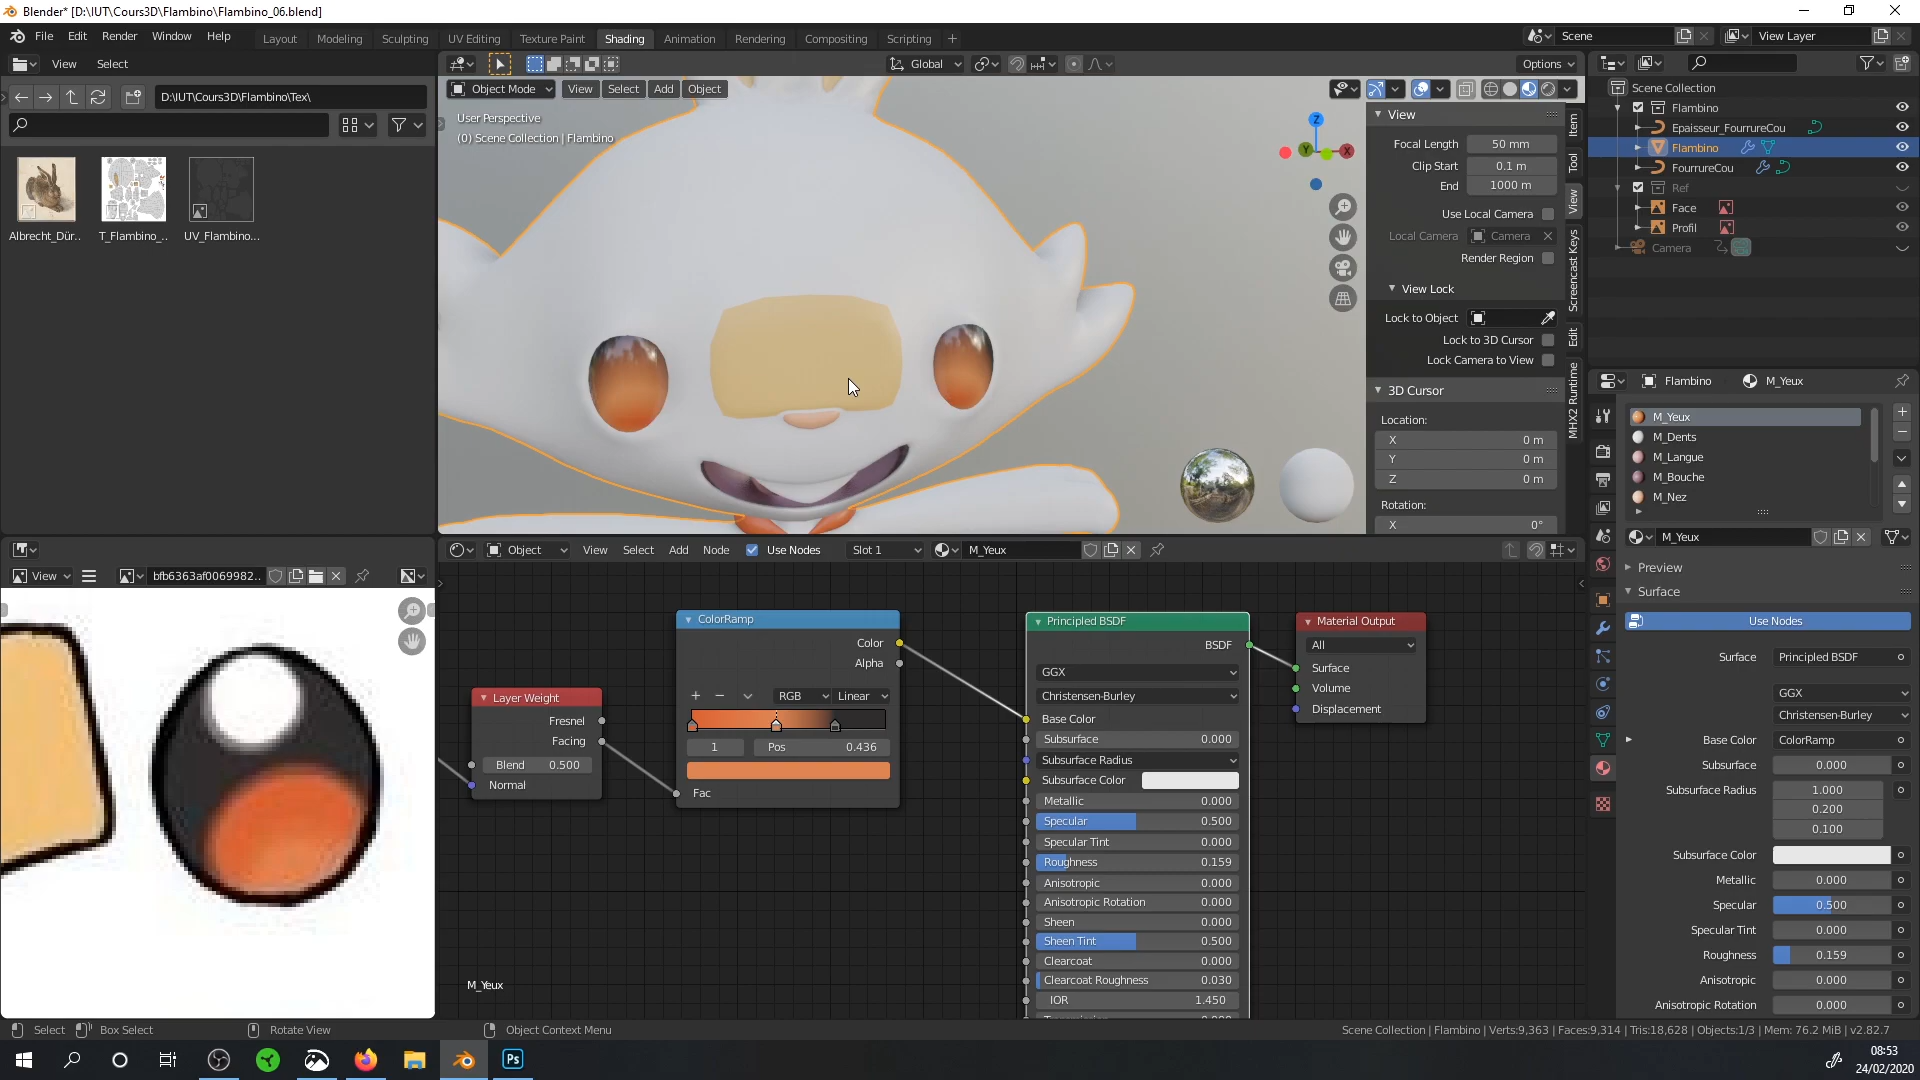 Blender* [D:\IUT\Cours3D\Flambino\Flambino_06.blend]
File Edit Render Window Help
Layout Modeling Sculpting UV Editing Texture Paint Shading Animation Rendering Compositing Scripting +
Scene
View Layer
View Select
Global
Options
D:\IUT\Cours3D\Flambino\Tex\
Object Mode View Select Add Object
User Perspective
(0) Scene Collection | Flambino
Albrecht_Dür..
T_Flambino_..
UV_Flambino...
Z
Y
X
View
Focal Length 50 mm
Clip Start 0.1 m
End 1000 m
Use Local Camera
Local Camera Camera
Render Region
View Lock
Lock to Object
Lock to 3D Cursor
Lock Camera to View
3D Cursor
Location:
X 0 m
Y 0 m
Z 0 m
Rotation:
X 0°
Item
Tool
View
Screencast Keys
Edit
MHX2 Runtime
Scene Collection
Flambino
Epaisseur_FourrureCou
Flambino
FourrureCou
Ref
Face
Profil
Camera
Flambino M_Yeux
M_Yeux
M_Dents
M_Langue
M_Bouche
M_Nez
M_Yeux
Preview
Surface
Use Nodes
Surface Principled BSDF
GGX
Christensen-Burley
Base Color ColorRamp
Subsurface 0.000
Subsurface Radius 1.000
0.200
0.100
Subsurface Color
Metallic 0.000
Specular 0.500
Specular Tint 0.000
Roughness 0.159
Anisotropic 0.000
Anisotropic Rotation 0.000
View bfb6363af0069982..
Object View Select Add Node Use Nodes Slot 1 M_Yeux
Layer Weight
Fresnel
Facing
Blend 0.500
Normal
ColorRamp
Color
Alpha
+ − RGB Linear
1 Pos 0.436
Fac
Principled BSDF
BSDF
GGX
Christensen-Burley
Base Color
Subsurface 0.000
Subsurface Radius
Subsurface Color
Metallic 0.000
Specular 0.500
Specular Tint 0.000
Roughness 0.159
Anisotropic 0.000
Anisotropic Rotation 0.000
Sheen 0.000
Sheen Tint 0.500
Clearcoat 0.000
Clearcoat Roughness 0.030
IOR 1.450
Material Output
All
Surface
Volume
Displacement
M_Yeux
Select Box Select Rotate View Object Context Menu
Scene Collection | Flambino | Verts:9,363 | Faces:9,314 | Tris:18,628 | Objects:1/3 | Mem: 76.2 MiB | v2.82.7
Ps
08:53
24/02/2020